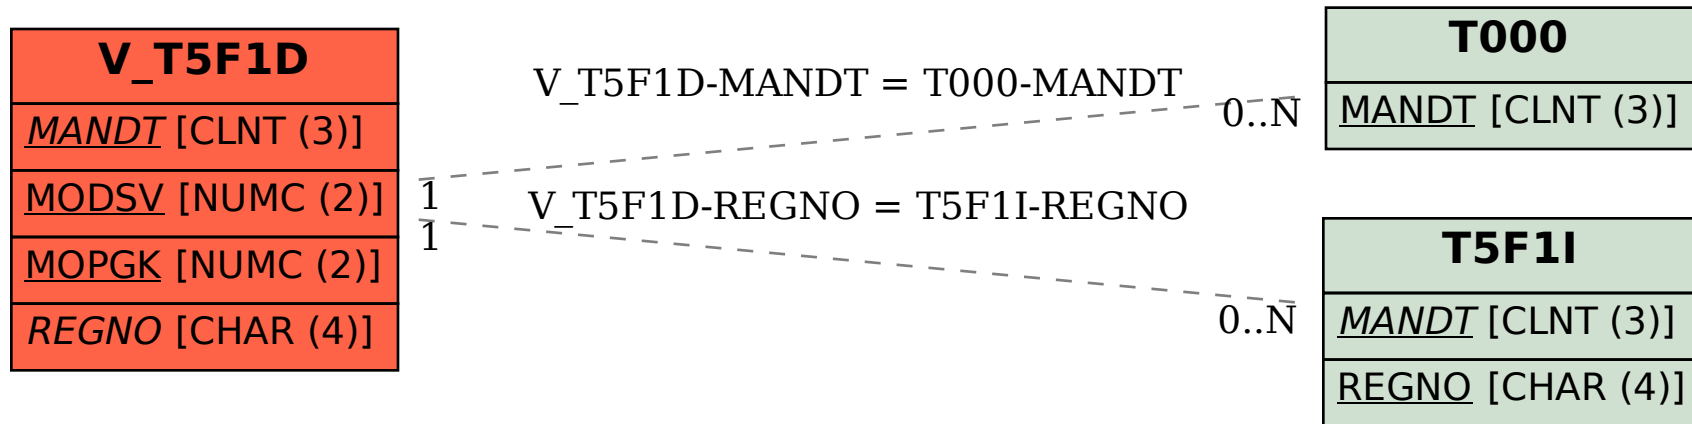 V_T5F1D
MANDT [CLNT (3)]
MODSV [NUMC (2)]
MOPGK [NUMC (2)]
REGNO [CHAR (4)]
V_T5F1D-MANDT = T000-MANDT
0..N
1
V_T5F1D-REGNO = T5F1I-REGNO
1
0..N
T000
MANDT [CLNT (3)]
T5F1I
MANDT [CLNT (3)]
REGNO [CHAR (4)]